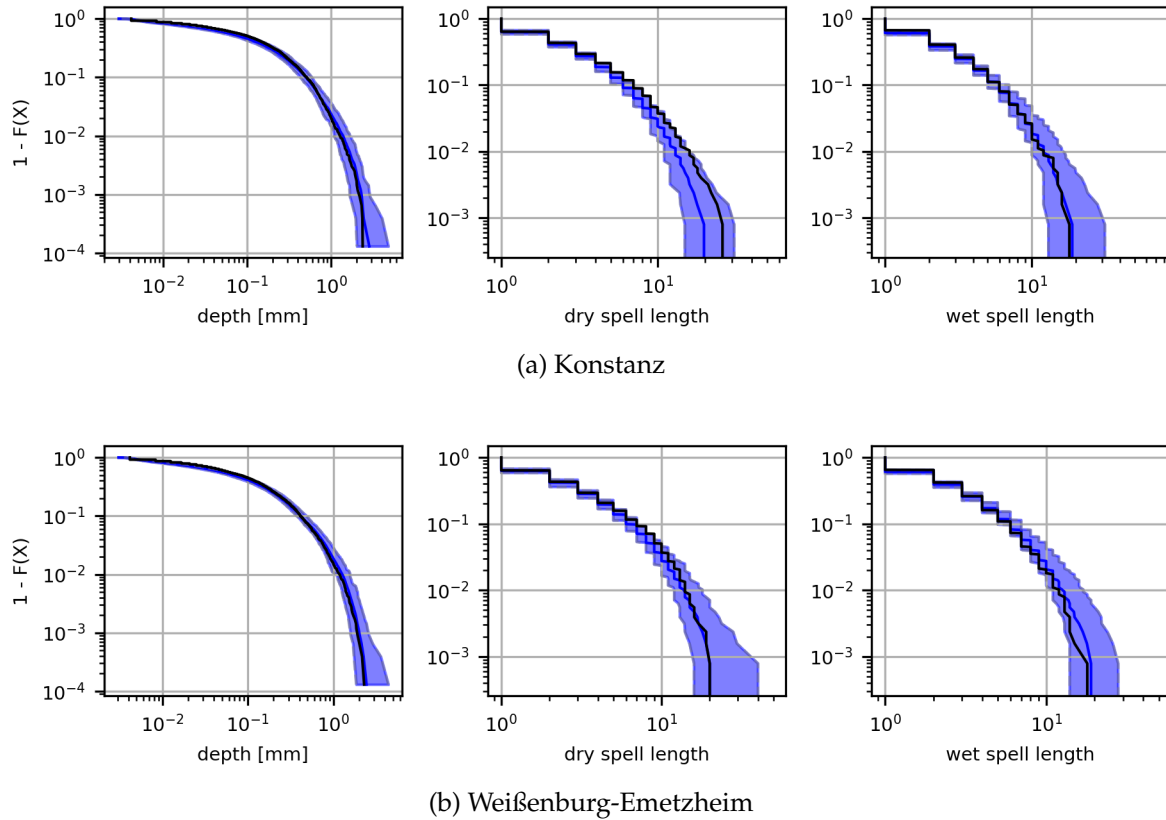 1 - F(X)
10⁰
10⁻¹
10⁻²
10⁻³
10⁻⁴
10⁻² 10⁻¹ 10⁰
depth [mm]
10⁰
10⁻¹
10⁻²
10⁻³
10⁰ 10¹
dry spell length
10⁰
10⁻¹
10⁻²
10⁻³
10⁰ 10¹
wet spell length
(a) Konstanz
1 - F(X)
10⁰
10⁻¹
10⁻²
10⁻³
10⁻⁴
10⁻² 10⁻¹ 10⁰
depth [mm]
10⁰
10⁻¹
10⁻²
10⁻³
10⁰ 10¹
dry spell length
10⁰
10⁻¹
10⁻²
10⁻³
10⁰ 10¹
wet spell length
(b) Weißenburg-Emetzheim